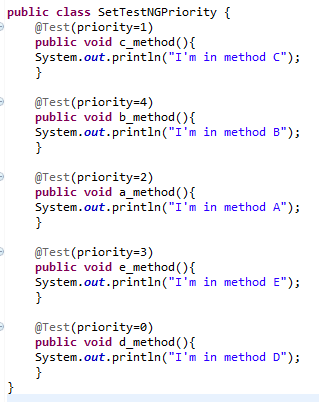 public class SetTestNGPriority {
@Test(priority=1)
public void c_method(){
System.out.println("I'm in method C");
}
@Test(priority=4)
public void b_method(){
System.out.println("I'm in method B");
}
@Test(priority=2)
public void a_method(){
System.out.println("I'm in method A");
}
@Test(priority=3)
public void e_method(){
System.out.println("I'm in method E");
}
@Test(priority=0)
public void d_method(){
System.out.println("I'm in method D");
}
}